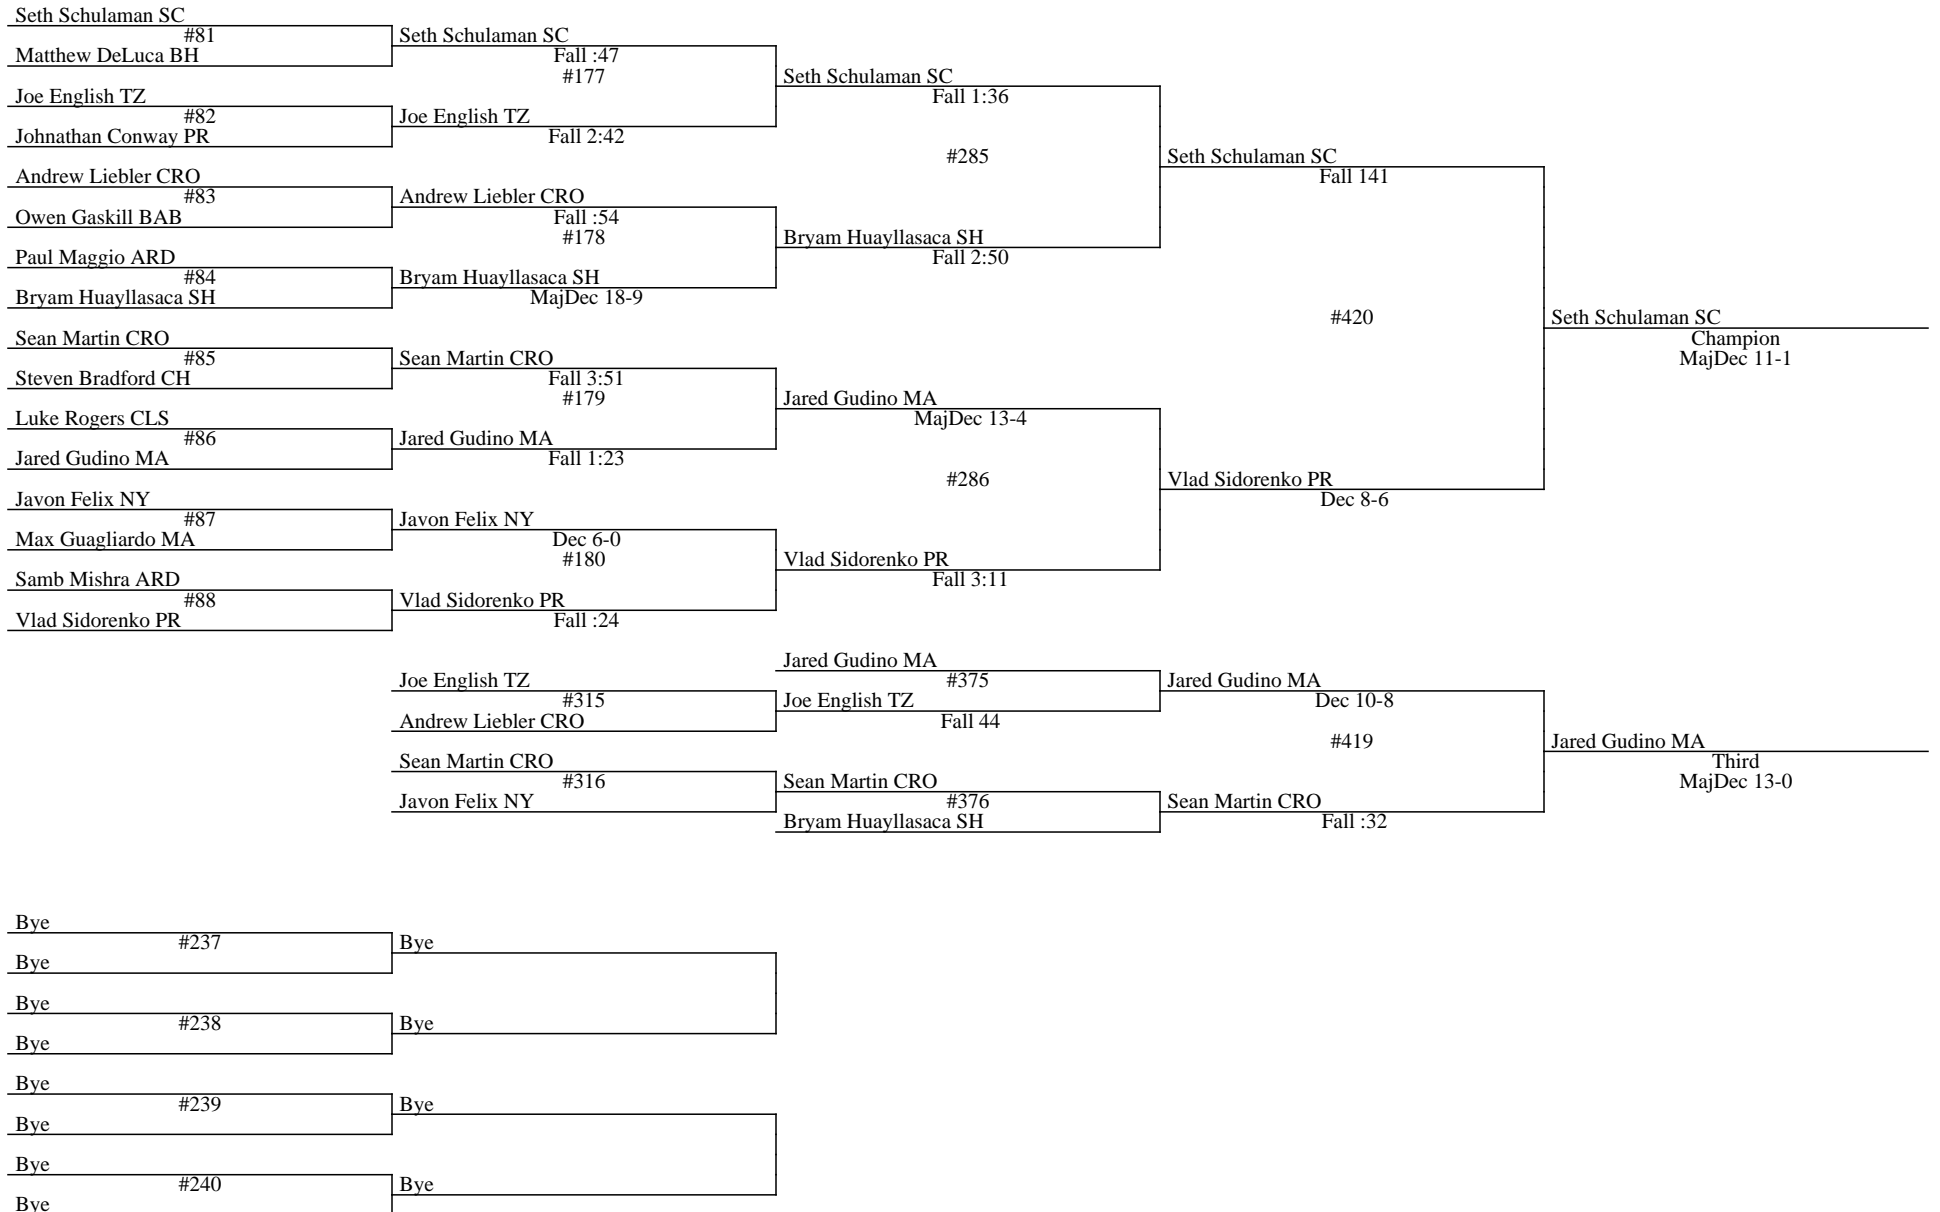 Seth Schulaman SC
#81
Matthew DeLuca BH
Joe English TZ
#82
Johnathan Conway PR
Andrew Liebler CRO
#83
Owen Gaskill BAB
Paul Maggio ARD
#84
Bryam Huayllasaca SH
Sean Martin CRO
#85
Steven Bradford CH
Luke Rogers CLS
#86
Jared Gudino MA
Javon Felix NY
#87
Max Guagliardo MA
Samb Mishra ARD
#88
Vlad Sidorenko PR
Seth Schulaman SC
Fall :47
#177
Joe English TZ
Fall 2:42
Andrew Liebler CRO
Fall :54
#178
Bryam Huayllasaca SH
MajDec 18-9
Sean Martin CRO
Fall 3:51
#179
Jared Gudino MA
Fall 1:23
Javon Felix NY
Dec 6-0
#180
Vlad Sidorenko PR
Fall :24
Seth Schulaman SC
Fall 1:36
#285
Bryam Huayllasaca SH
Fall 2:50
Jared Gudino MA
MajDec 13-4
#286
Vlad Sidorenko PR
Fall 3:11
Seth Schulaman SC
Fall 141
#420
Vlad Sidorenko PR
Dec 8-6
Seth Schulaman SC
Champion
MajDec 11-1
Joe English TZ
#315
Andrew Liebler CRO
Sean Martin CRO
#316
Javon Felix NY
Jared Gudino MA
#375
Joe English TZ
Fall 44
Sean Martin CRO
#376
Bryam Huayllasaca SH
Jared Gudino MA
Dec 10-8
#419
Sean Martin CRO
Fall :32
Jared Gudino MA
Third
MajDec 13-0
Bye
#237
Bye
Bye
#238
Bye
Bye
#239
Bye
Bye
#240
Bye
Bye
Bye
Bye
Bye